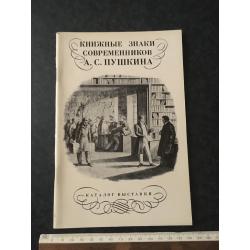 КНИЖНЫЕ ЗНАКИ
СОВРЕМЕННИКОВ
А. С. ПУШКИНА
КАТАЛОГ ВЫСТАВКИ